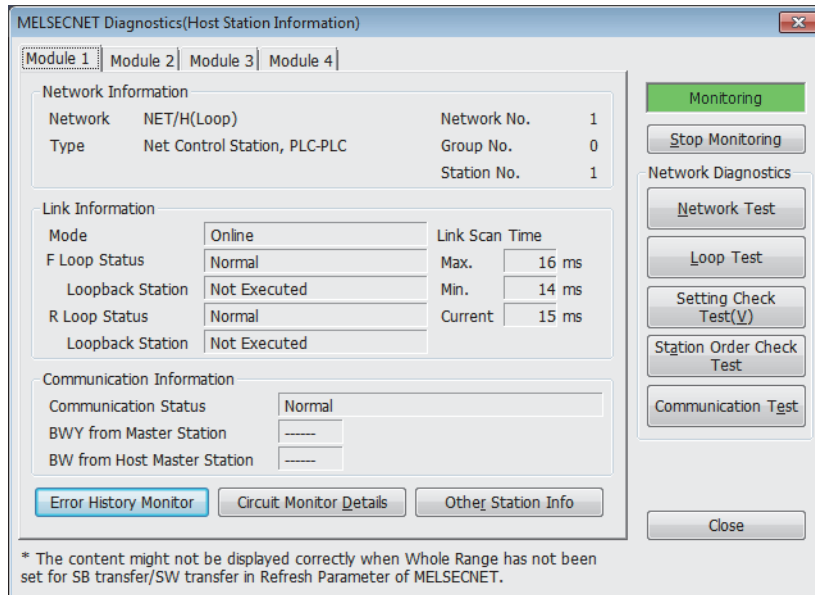 MELSECNET Diagnostics(Host Station Information)
Module 1 Module 2 Module 3 Module 4
Network Information
Network NET/H(Loop) Network No. 1
Type Net Control Station, PLC-PLC Group No. 0
Station No. 1
Link Information
Mode Online Link Scan Time
F Loop Status Normal Max. 16 ms
Loopback Station Not Executed Min. 14 ms
R Loop Status Normal Current 15 ms
Loopback Station Not Executed
Communication Information
Communication Status Normal
BWY from Master Station ------
BW from Host Master Station ------
Error History Monitor Circuit Monitor Details Other Station Info
* The content might not be displayed correctly when Whole Range has not been
set for SB transfer/SW transfer in Refresh Parameter of MELSECNET.
Monitoring
Stop Monitoring
Network Diagnostics
Network Test
Loop Test
Setting Check
Test(V)
Station Order Check
Test
Communication Test
Close